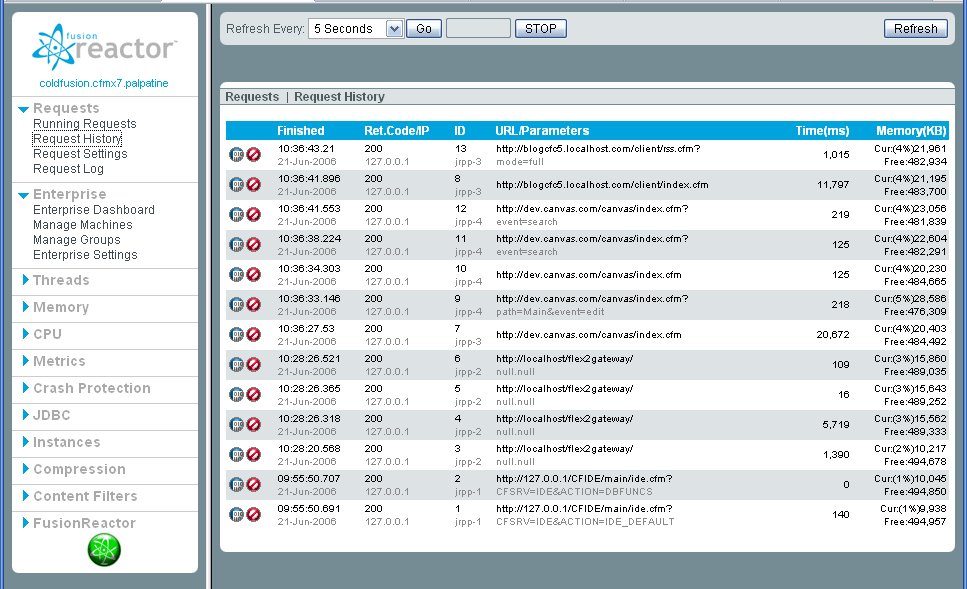 Refresh Every: 5 Seconds Go STOP Refresh
fusion
reactor
coldfusion.cfmx7.palpatine
Requests
Running Requests
Request History
Request Settings
Request Log
Enterprise
Enterprise Dashboard
Manage Machines
Manage Groups
Enterprise Settings
Threads
Memory
CPU
Metrics
Crash Protection
JDBC
Instances
Compression
Content Filters
FusionReactor
Requests | Request History
Finished Ret.Code/IP ID URL/Parameters Time(ms) Memory(KB)
10:36:43.21 200 13 http://blogcfc5.localhost.com/client/rss.cfm? 1,015 Cur:(4%)21,961
21-Jun-2006 127.0.0.1 jrpp-3 mode=full Free:482,934
10:36:41.896 200 8 http://blogcfc5.localhost.com/client/index.cfm 11,797 Cur:(4%)21,195
21-Jun-2006 127.0.0.1 jrpp-3 Free:483,700
10:36:41.553 200 12 http://dev.canvas.com/canvas/index.cfm? 219 Cur:(4%)23,056
21-Jun-2006 127.0.0.1 jrpp-4 event=search Free:481,839
10:36:38.224 200 11 http://dev.canvas.com/canvas/index.cfm? 125 Cur:(4%)22,604
21-Jun-2006 127.0.0.1 jrpp-4 event=search Free:482,291
10:36:34.303 200 10 http://dev.canvas.com/canvas/index.cfm 125 Cur:(4%)20,230
21-Jun-2006 127.0.0.1 jrpp-4 Free:484,665
10:36:33.146 200 9 http://dev.canvas.com/canvas/index.cfm? 218 Cur:(5%)28,586
21-Jun-2006 127.0.0.1 jrpp-4 path=Main&event=edit Free:476,309
10:36:27.53 200 7 http://dev.canvas.com/canvas/index.cfm 20,672 Cur:(4%)20,403
21-Jun-2006 127.0.0.1 jrpp-3 Free:484,492
10:28:26.521 200 6 http://localhost/flex2gateway/ 109 Cur:(3%)15,860
21-Jun-2006 127.0.0.1 jrpp-2 null.null Free:489,035
10:28:26.365 200 5 http://localhost/flex2gateway/ 16 Cur:(3%)15,643
21-Jun-2006 127.0.0.1 jrpp-2 null.null Free:489,252
10:28:26.318 200 4 http://localhost/flex2gateway/ 5,719 Cur:(3%)15,562
21-Jun-2006 127.0.0.1 jrpp-2 null.null Free:489,333
10:28:20.568 200 3 http://localhost/flex2gateway/ 1,390 Cur:(2%)10,217
21-Jun-2006 127.0.0.1 jrpp-2 null.null Free:494,678
09:55:50.707 200 2 http://127.0.0.1/CFIDE/main/ide.cfm? 0 Cur:(1%)10,045
21-Jun-2006 127.0.0.1 jrpp-1 CFSRV=IDE&ACTION=DBFUNCS Free:494,850
09:55:50.691 200 1 http://127.0.0.1/CFIDE/main/ide.cfm? 140 Cur:(1%)9,938
21-Jun-2006 127.0.0.1 jrpp-1 CFSRV=IDE&ACTION=IDE_DEFAULT Free:494,957